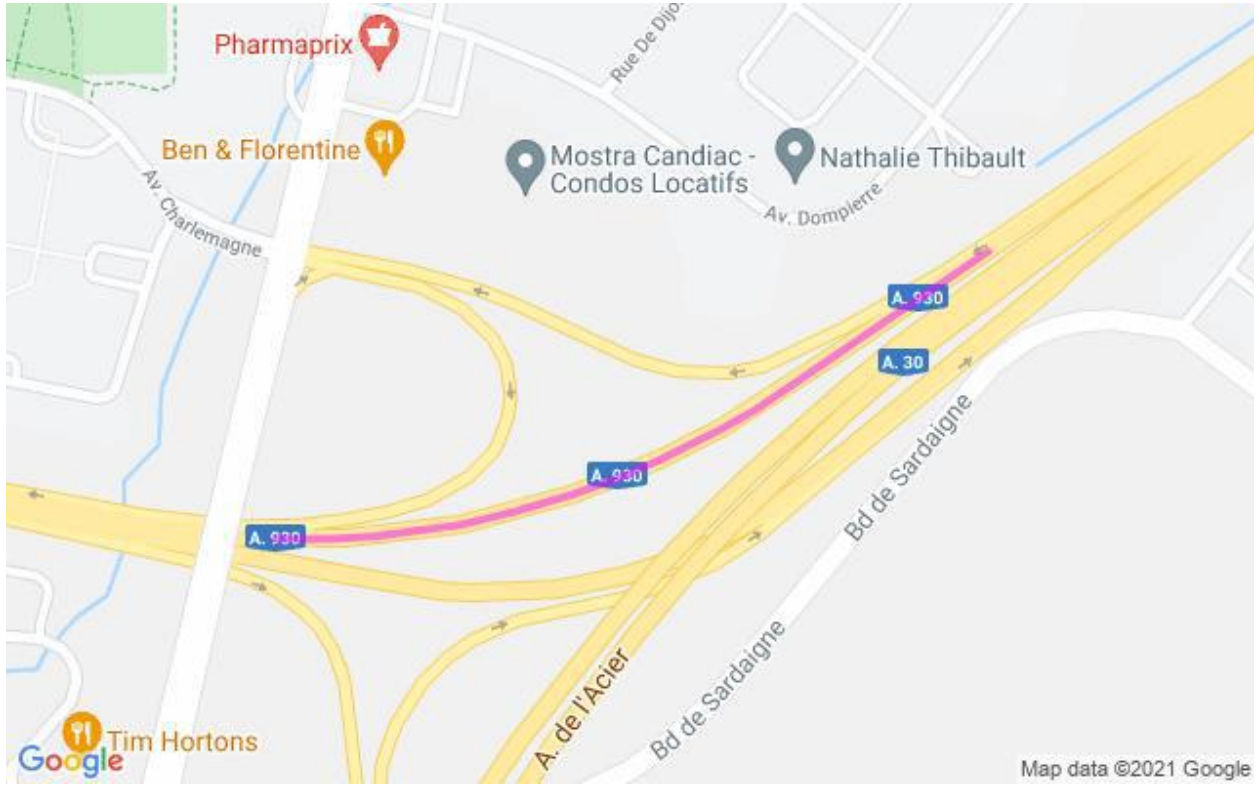 Pharmaprix
Rue De Dijo
Ben & Florentine
Mostra Candiac -
Condos Locatifs
Nathalie Thibault
Av. Charlemagne
Av. Dompierre
A. 930
A. 30
A. 930
A. 930
Bd de Sardaigne
Bd de Sardaigne
A. de l'Acier
Tim Hortons
Google
Map data ©2021 Google